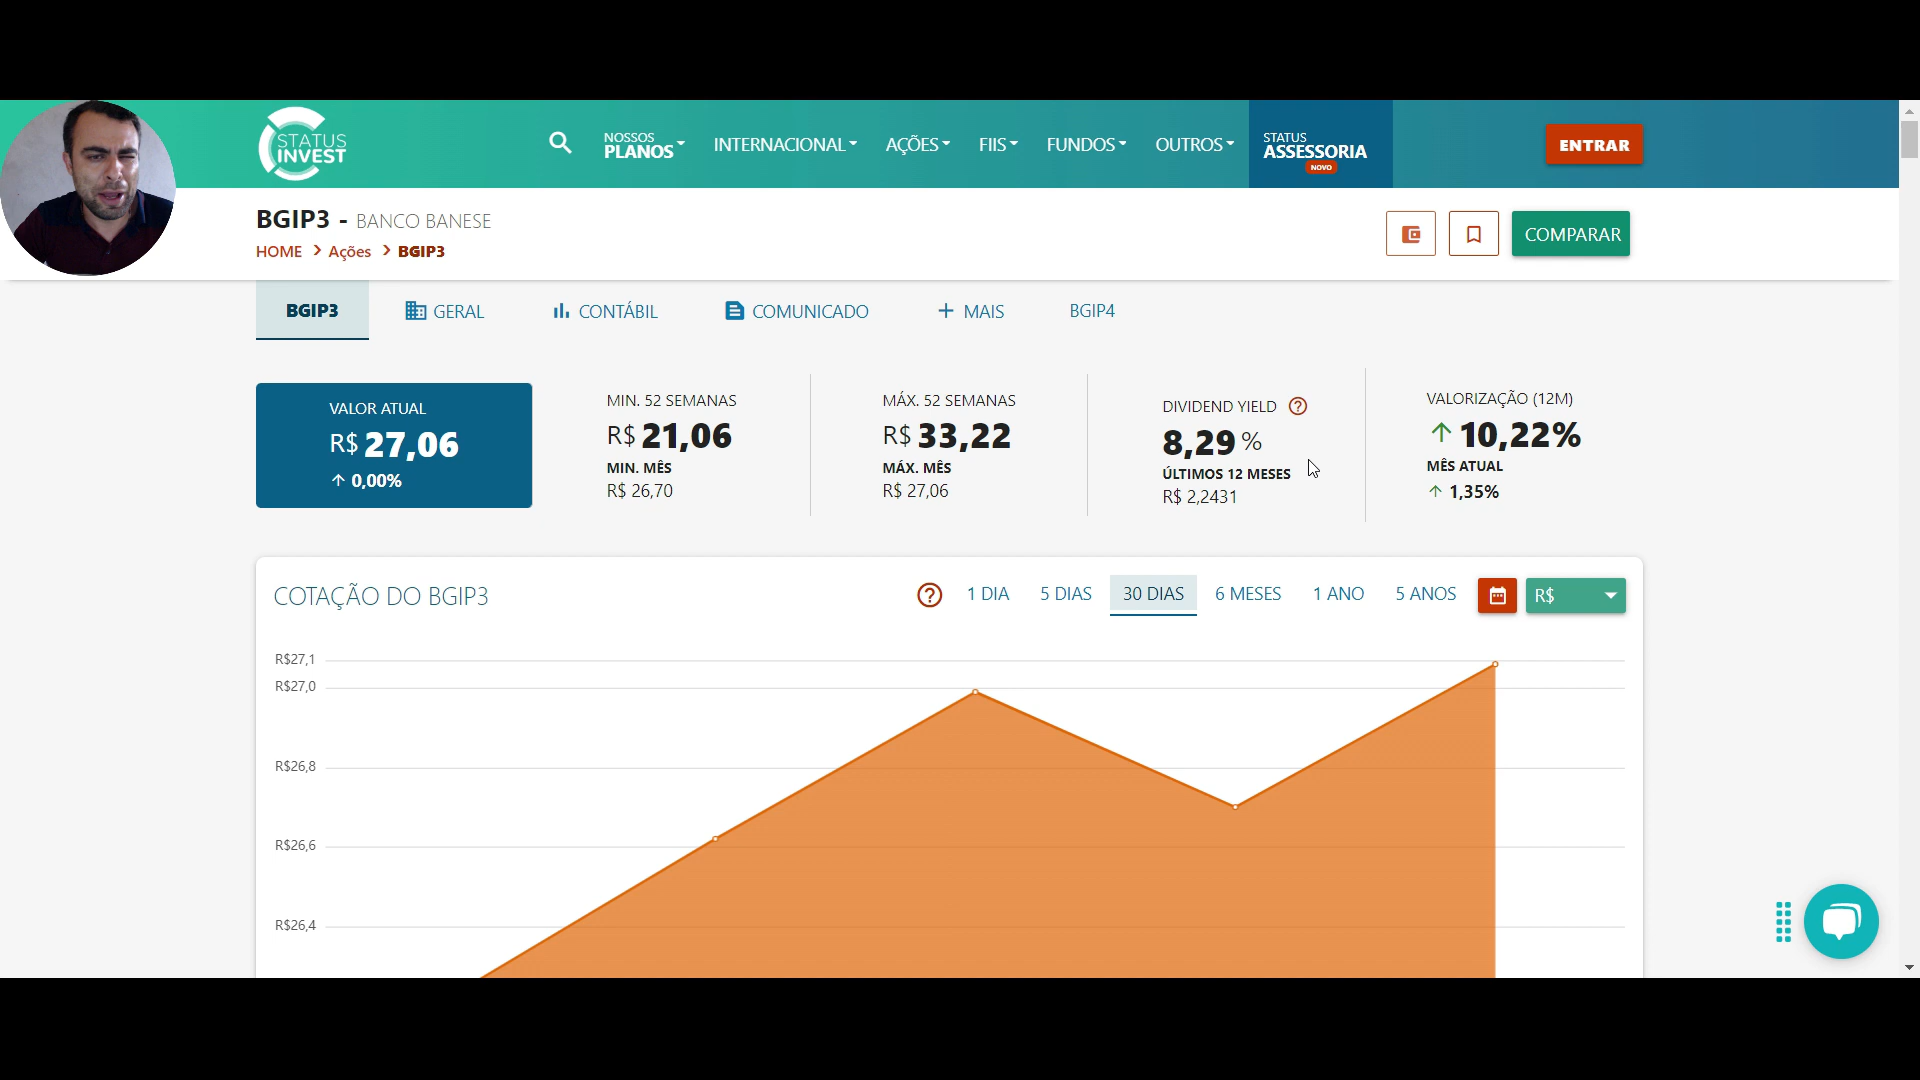 STATUS
INVEST
NOSSOS
PLANOS
INTERNACIONAL
AÇÕES
FIIS
FUNDOS
OUTROS
STATUS
ASSESSORIA
NOVO
ENTRAR
BGIP3 - BANCO BANESE
HOME > Ações > BGIP3
COMPARAR
BGIP3
GERAL
CONTÁBIL
COMUNICADO
+ MAIS
BGIP4
VALOR ATUAL
R$ 27,06
↑ 0,00%
MIN. 52 SEMANAS
R$ 21,06
MIN. MÊS
R$ 26,70
MÁX. 52 SEMANAS
R$ 33,22
MÁX. MÊS
R$ 27,06
DIVIDEND YIELD ?
8,29 %
ÚLTIMOS 12 MESES
R$ 2,2431
VALORIZAÇÃO (12M)
↑ 10,22%
MÊS ATUAL
↑ 1,35%
COTAÇÃO DO BGIP3
? 1 DIA 5 DIAS 30 DIAS 6 MESES 1 ANO 5 ANOS R$
R$27,1
R$27,0
R$26,8
R$26,6
R$26,4